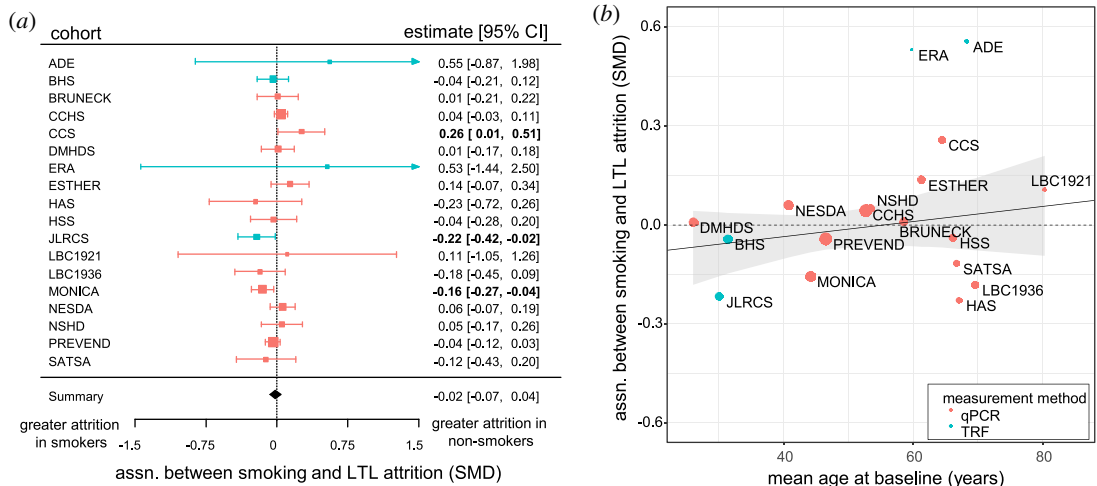 (a)
cohort estimate [95% CI]
ADE 0.55 [-0.87, 1.98]
BHS -0.04 [-0.21, 0.12]
BRUNECK 0.01 [-0.21, 0.22]
CCHS 0.04 [-0.03, 0.11]
CCS 0.26 [ 0.01, 0.51]
DMHDS 0.01 [-0.17, 0.18]
ERA 0.53 [-1.44, 2.50]
ESTHER 0.14 [-0.07, 0.34]
HAS -0.23 [-0.72, 0.26]
HSS -0.04 [-0.28, 0.20]
JLRCS -0.22 [-0.42, -0.02]
LBC1921 0.11 [-1.05, 1.26]
LBC1936 -0.18 [-0.45, 0.09]
MONICA -0.16 [-0.27, -0.04]
NESDA 0.06 [-0.07, 0.19]
NSHD 0.05 [-0.17, 0.26]
PREVEND -0.04 [-0.12, 0.03]
SATSA -0.12 [-0.43, 0.20]
Summary -0.02 [-0.07, 0.04]
greater attrition
in smokers
greater attrition in
non-smokers
-1.5 -0.75 0 0.75 1.5
assn. between smoking and LTL attrition (SMD)
(b)
assn. between smoking and LTL attrition (SMD)
0.6
0.3
0.0
-0.3
-0.6
ERA
ADE
CCS
ESTHER
LBC1921
NESDA
NSHD
CCHS
DMHDS
BHS
PREVEND
BRUNECK
HSS
MONICA
SATSA
LBC1936
JLRCS
HAS
measurement method
qPCR
TRF
40 60 80
mean age at baseline (years)